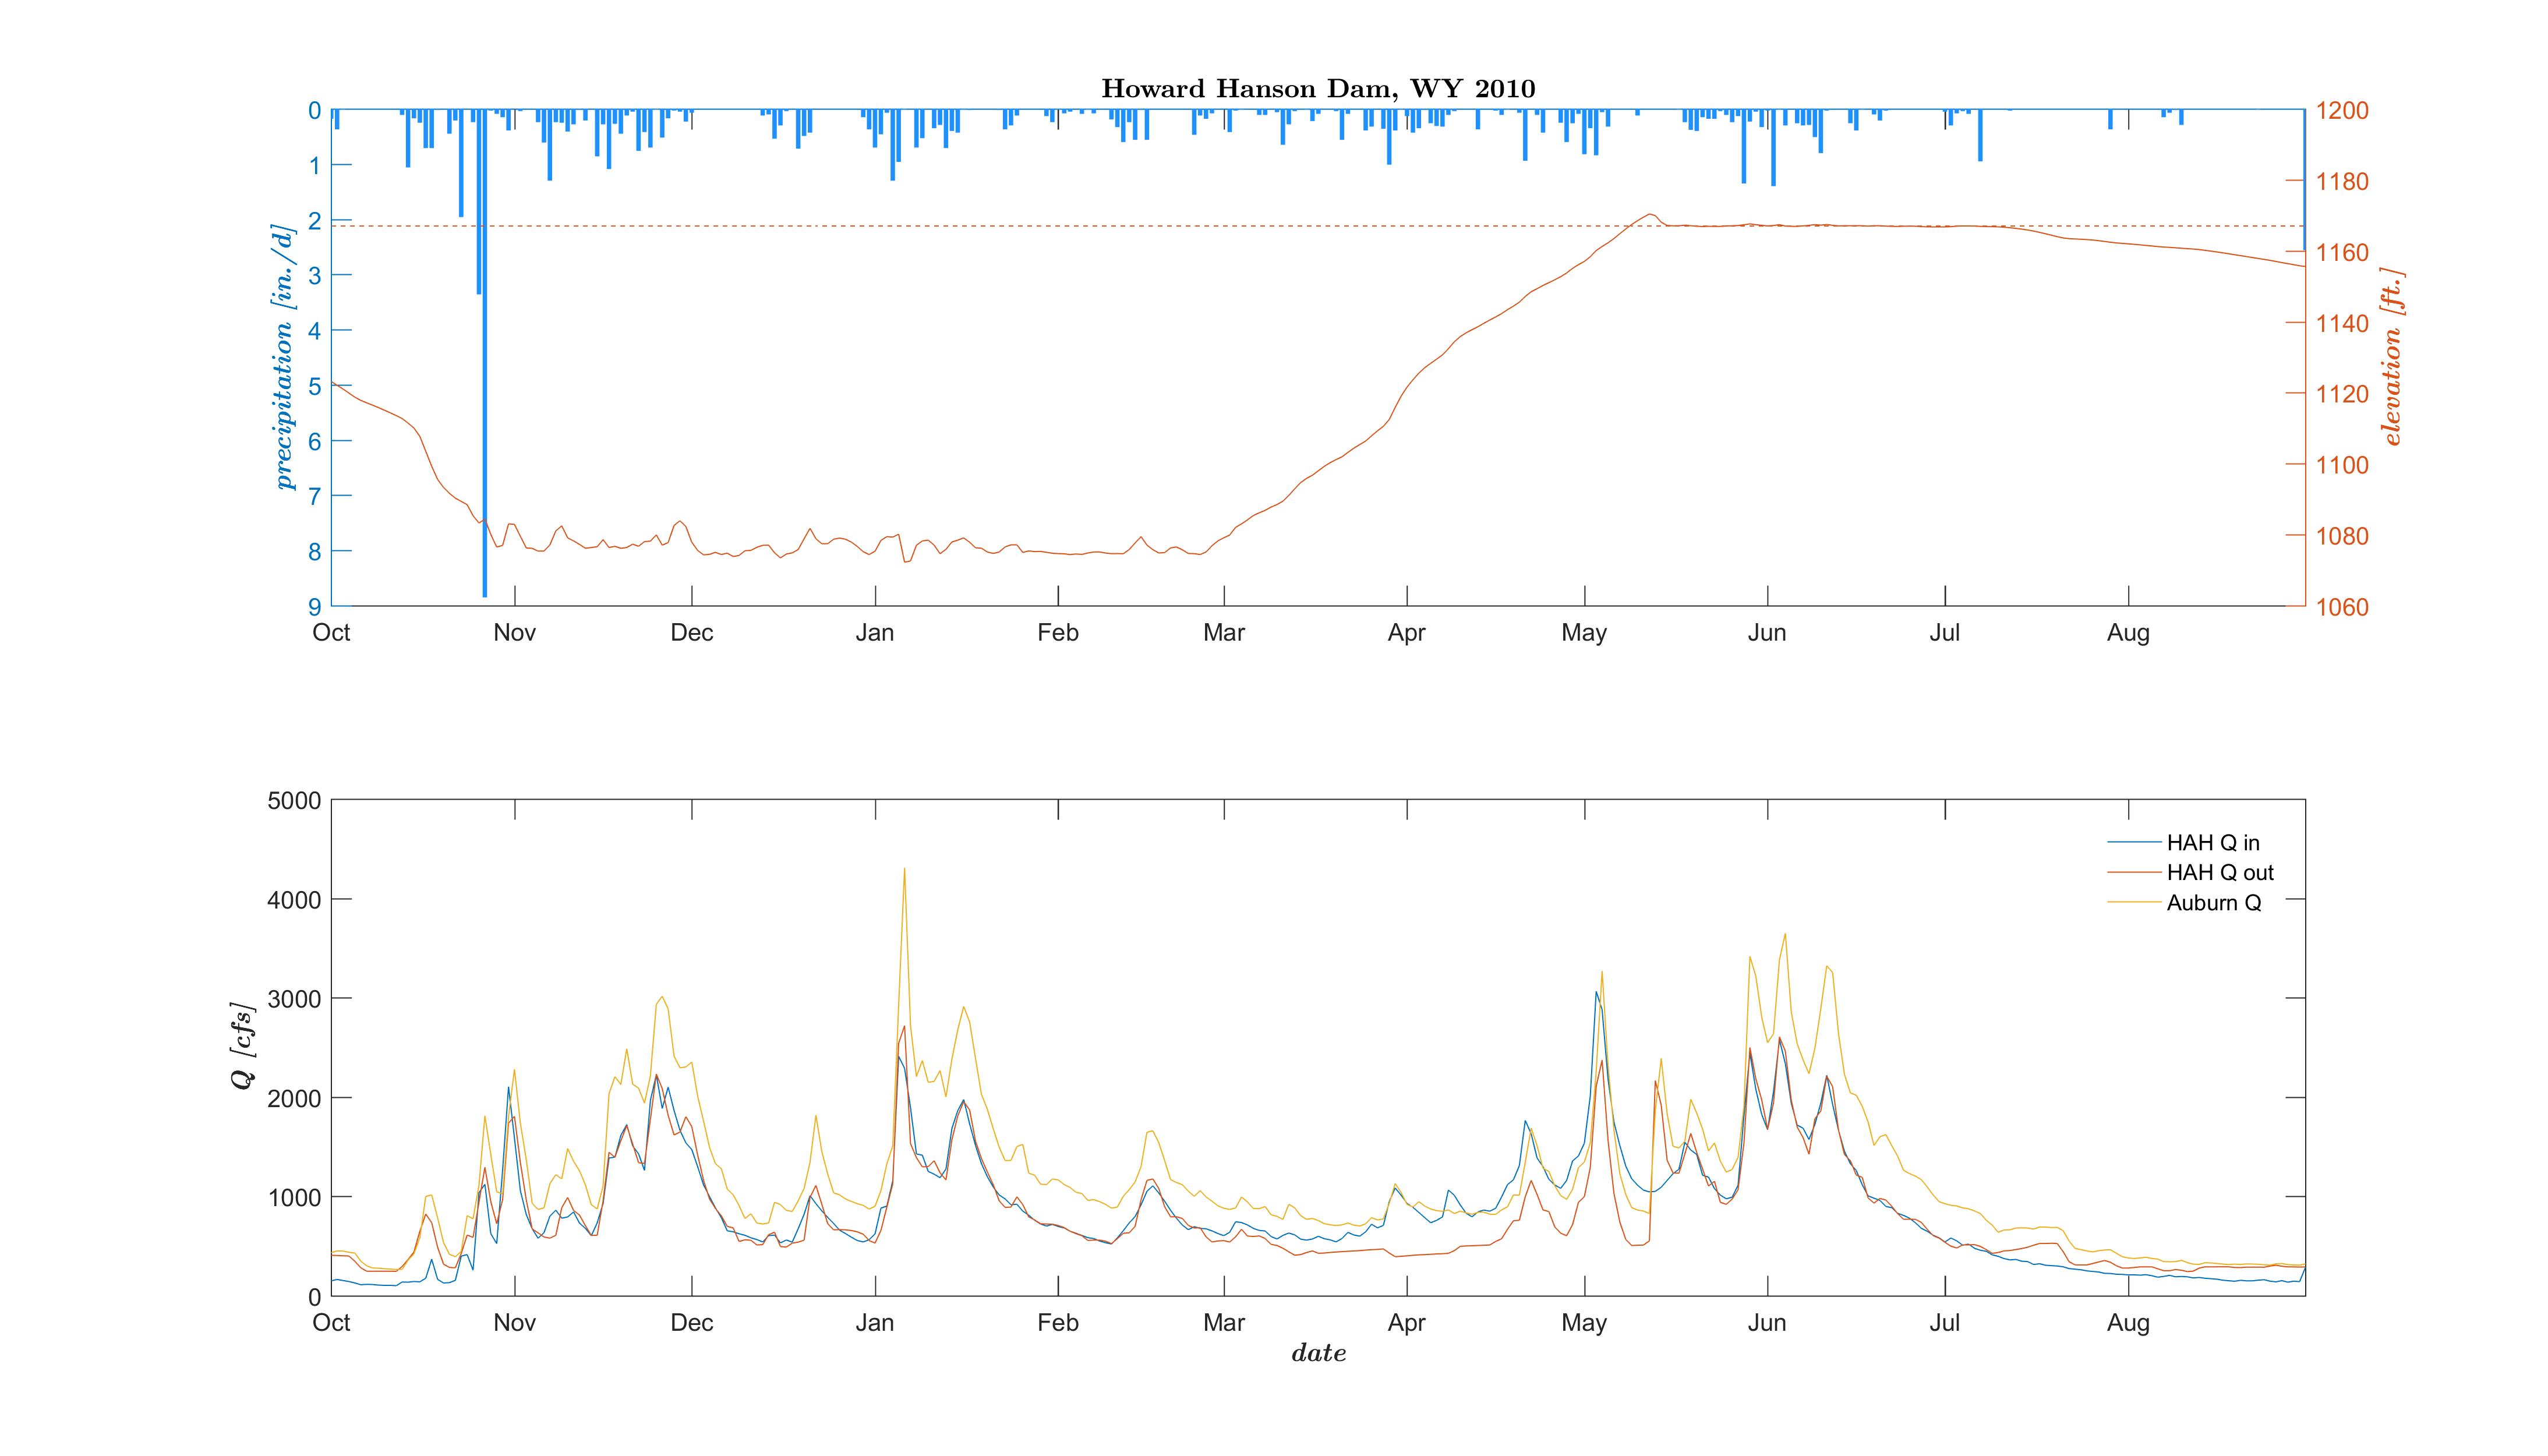 Howard Hanson Dam, WY 2010
0
1
2
3
4
5
6
7
8
9
precipitation [in./d]
1200
1180
1160
1140
1120
1100
1080
1060
elevation [ft.]
Oct Nov Dec Jan Feb Mar Apr May Jun Jul Aug
5000
4000
3000
2000
1000
0
Q [cfs]
HAH Q in
HAH Q out
Auburn Q
Oct Nov Dec Jan Feb Mar Apr May Jun Jul Aug
date